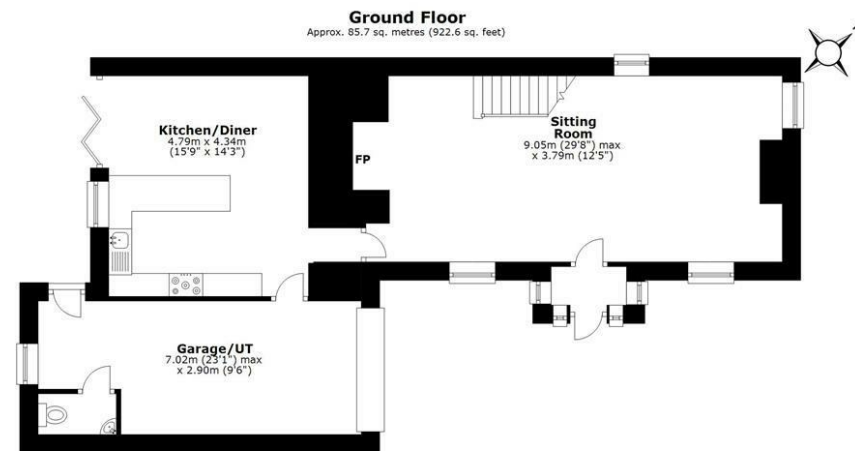 Ground Floor
Approx. 85.7 sq. metres (922.6 sq. feet)
Kitchen/Diner
4.79m x 4.34m
(15'9" x 14'3")
Sitting
Room
9.05m (29'8") max
x 3.79m (12'5")
FP
Garage/UT
7.02m (23'1") max
x 2.90m (9'6")